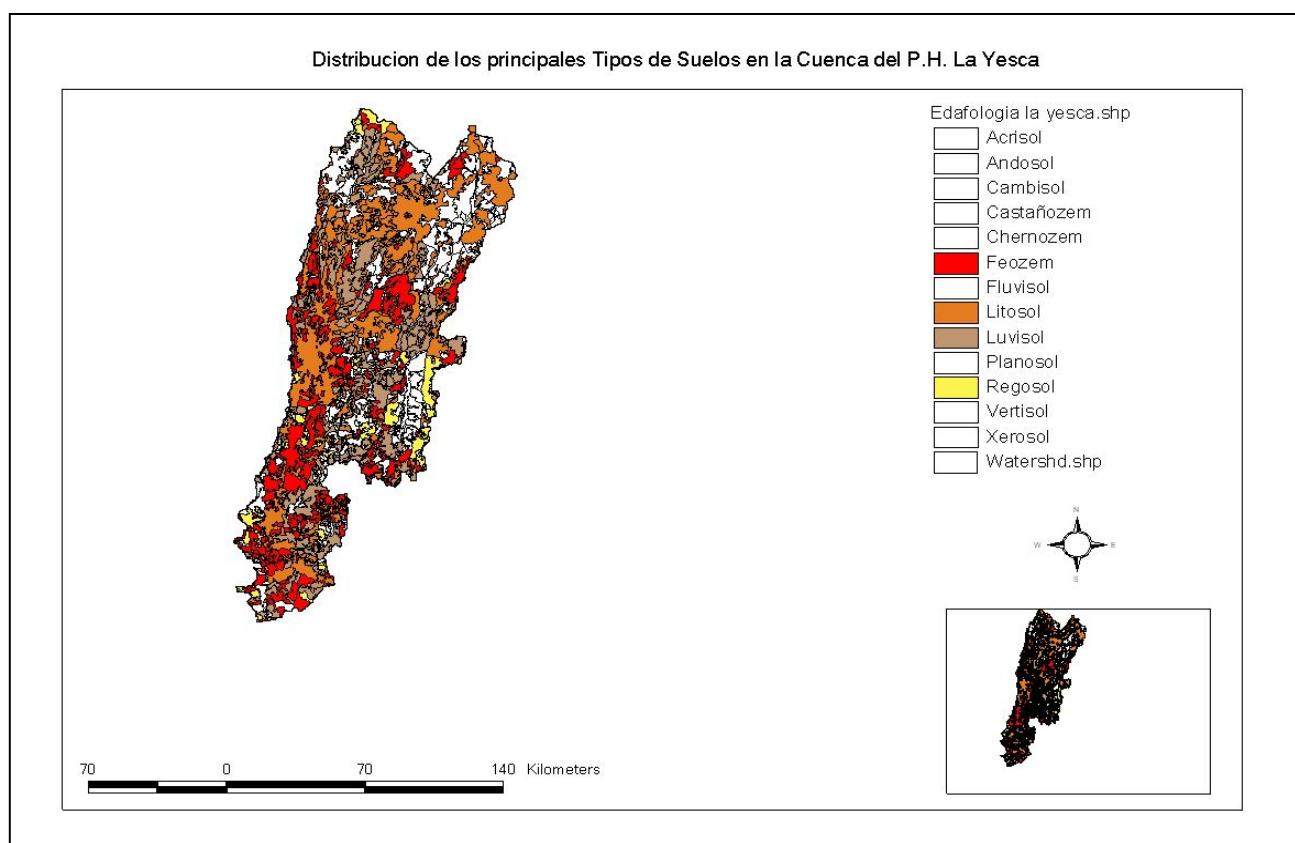 Distribucion de los principales Tipos de Suelos en la Cuenca del P.H. La Yesca
Edafologia la yesca.shp
Acrisol
Andosol
Cambisol
Castañozem
Chernozem
Feozem
Fluvisol
Litosol
Luvisol
Planosol
Regosol
Vertisol
Xerosol
Watershd.shp
N
W E
S
70 0 70 140 Kilometers